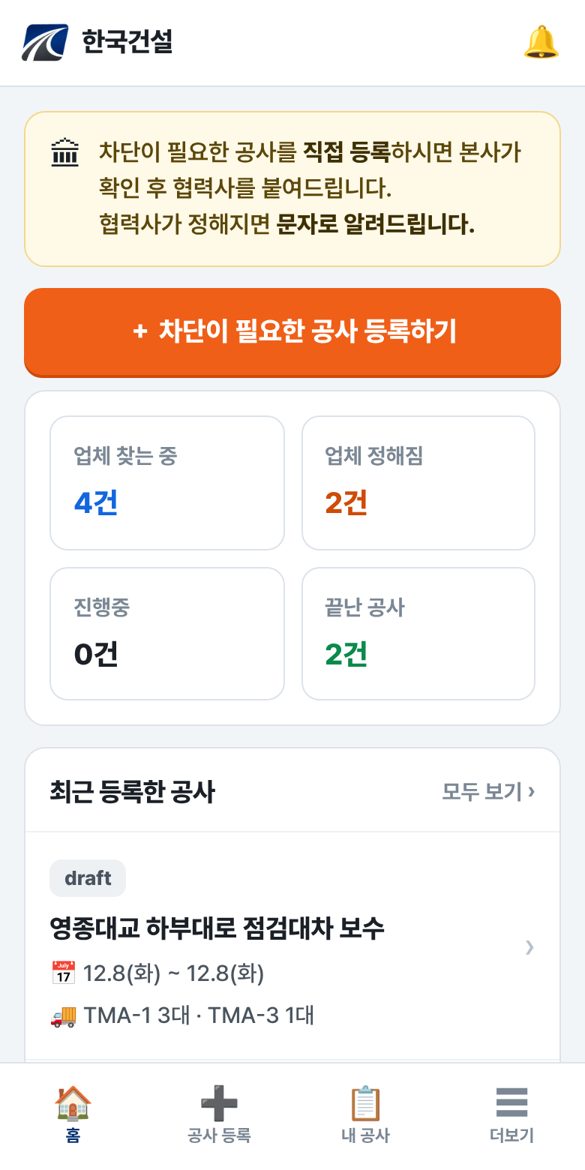 한국건설
차단이 필요한 공사를 직접 등록하시면 본사가
확인 후 협력사를 붙여드립니다.
협력사가 정해지면 문자로 알려드립니다.
+ 차단이 필요한 공사 등록하기
업체 찾는 중
4건
업체 정해짐
2건
진행중
0건
끝난 공사
2건
최근 등록한 공사
모두 보기 ›
draft
영종대교 하부대로 점검대차 보수
12.8(화) ~ 12.8(화)
TMA-1 3대 · TMA-3 1대
홈
공사 등록
내 공사
더보기